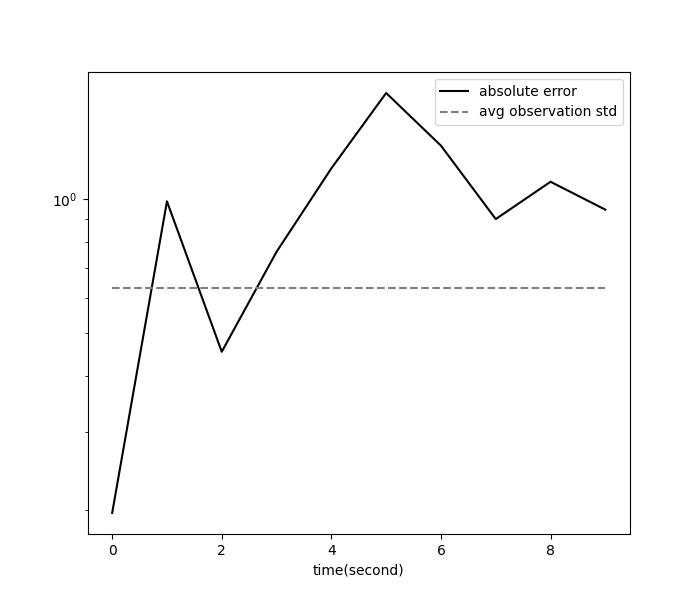 absolute error
avg observation std
10⁰
0 2 4 6 8
time(second)